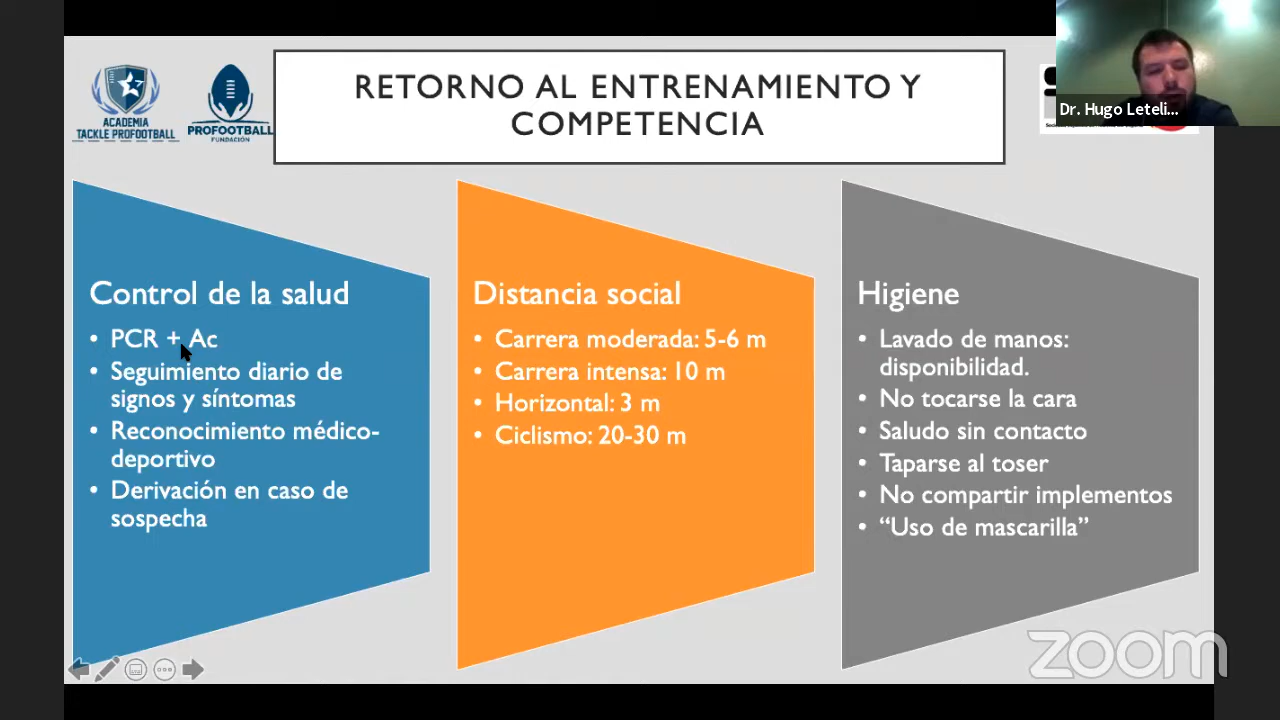 RETORNO AL ENTRENAMIENTO Y
COMPETENCIA
ACADEMIA
TACKLE PROFOOTBALL
PROFOOTBALL
FUNDACIÓN
Dr. Hugo Leteli...
Control de la salud
• PCR + Ac
• Seguimiento diario de
signos y síntomas
• Reconocimiento médico-
deportivo
• Derivación en caso de
sospecha
Distancia social
• Carrera moderada: 5-6 m
• Carrera intensa: 10 m
• Horizontal: 3 m
• Ciclismo: 20-30 m
Higiene
• Lavado de manos:
disponibilidad.
• No tocarse la cara
• Saludo sin contacto
• Taparse al toser
• No compartir implementos
• “Uso de mascarilla”
zoom